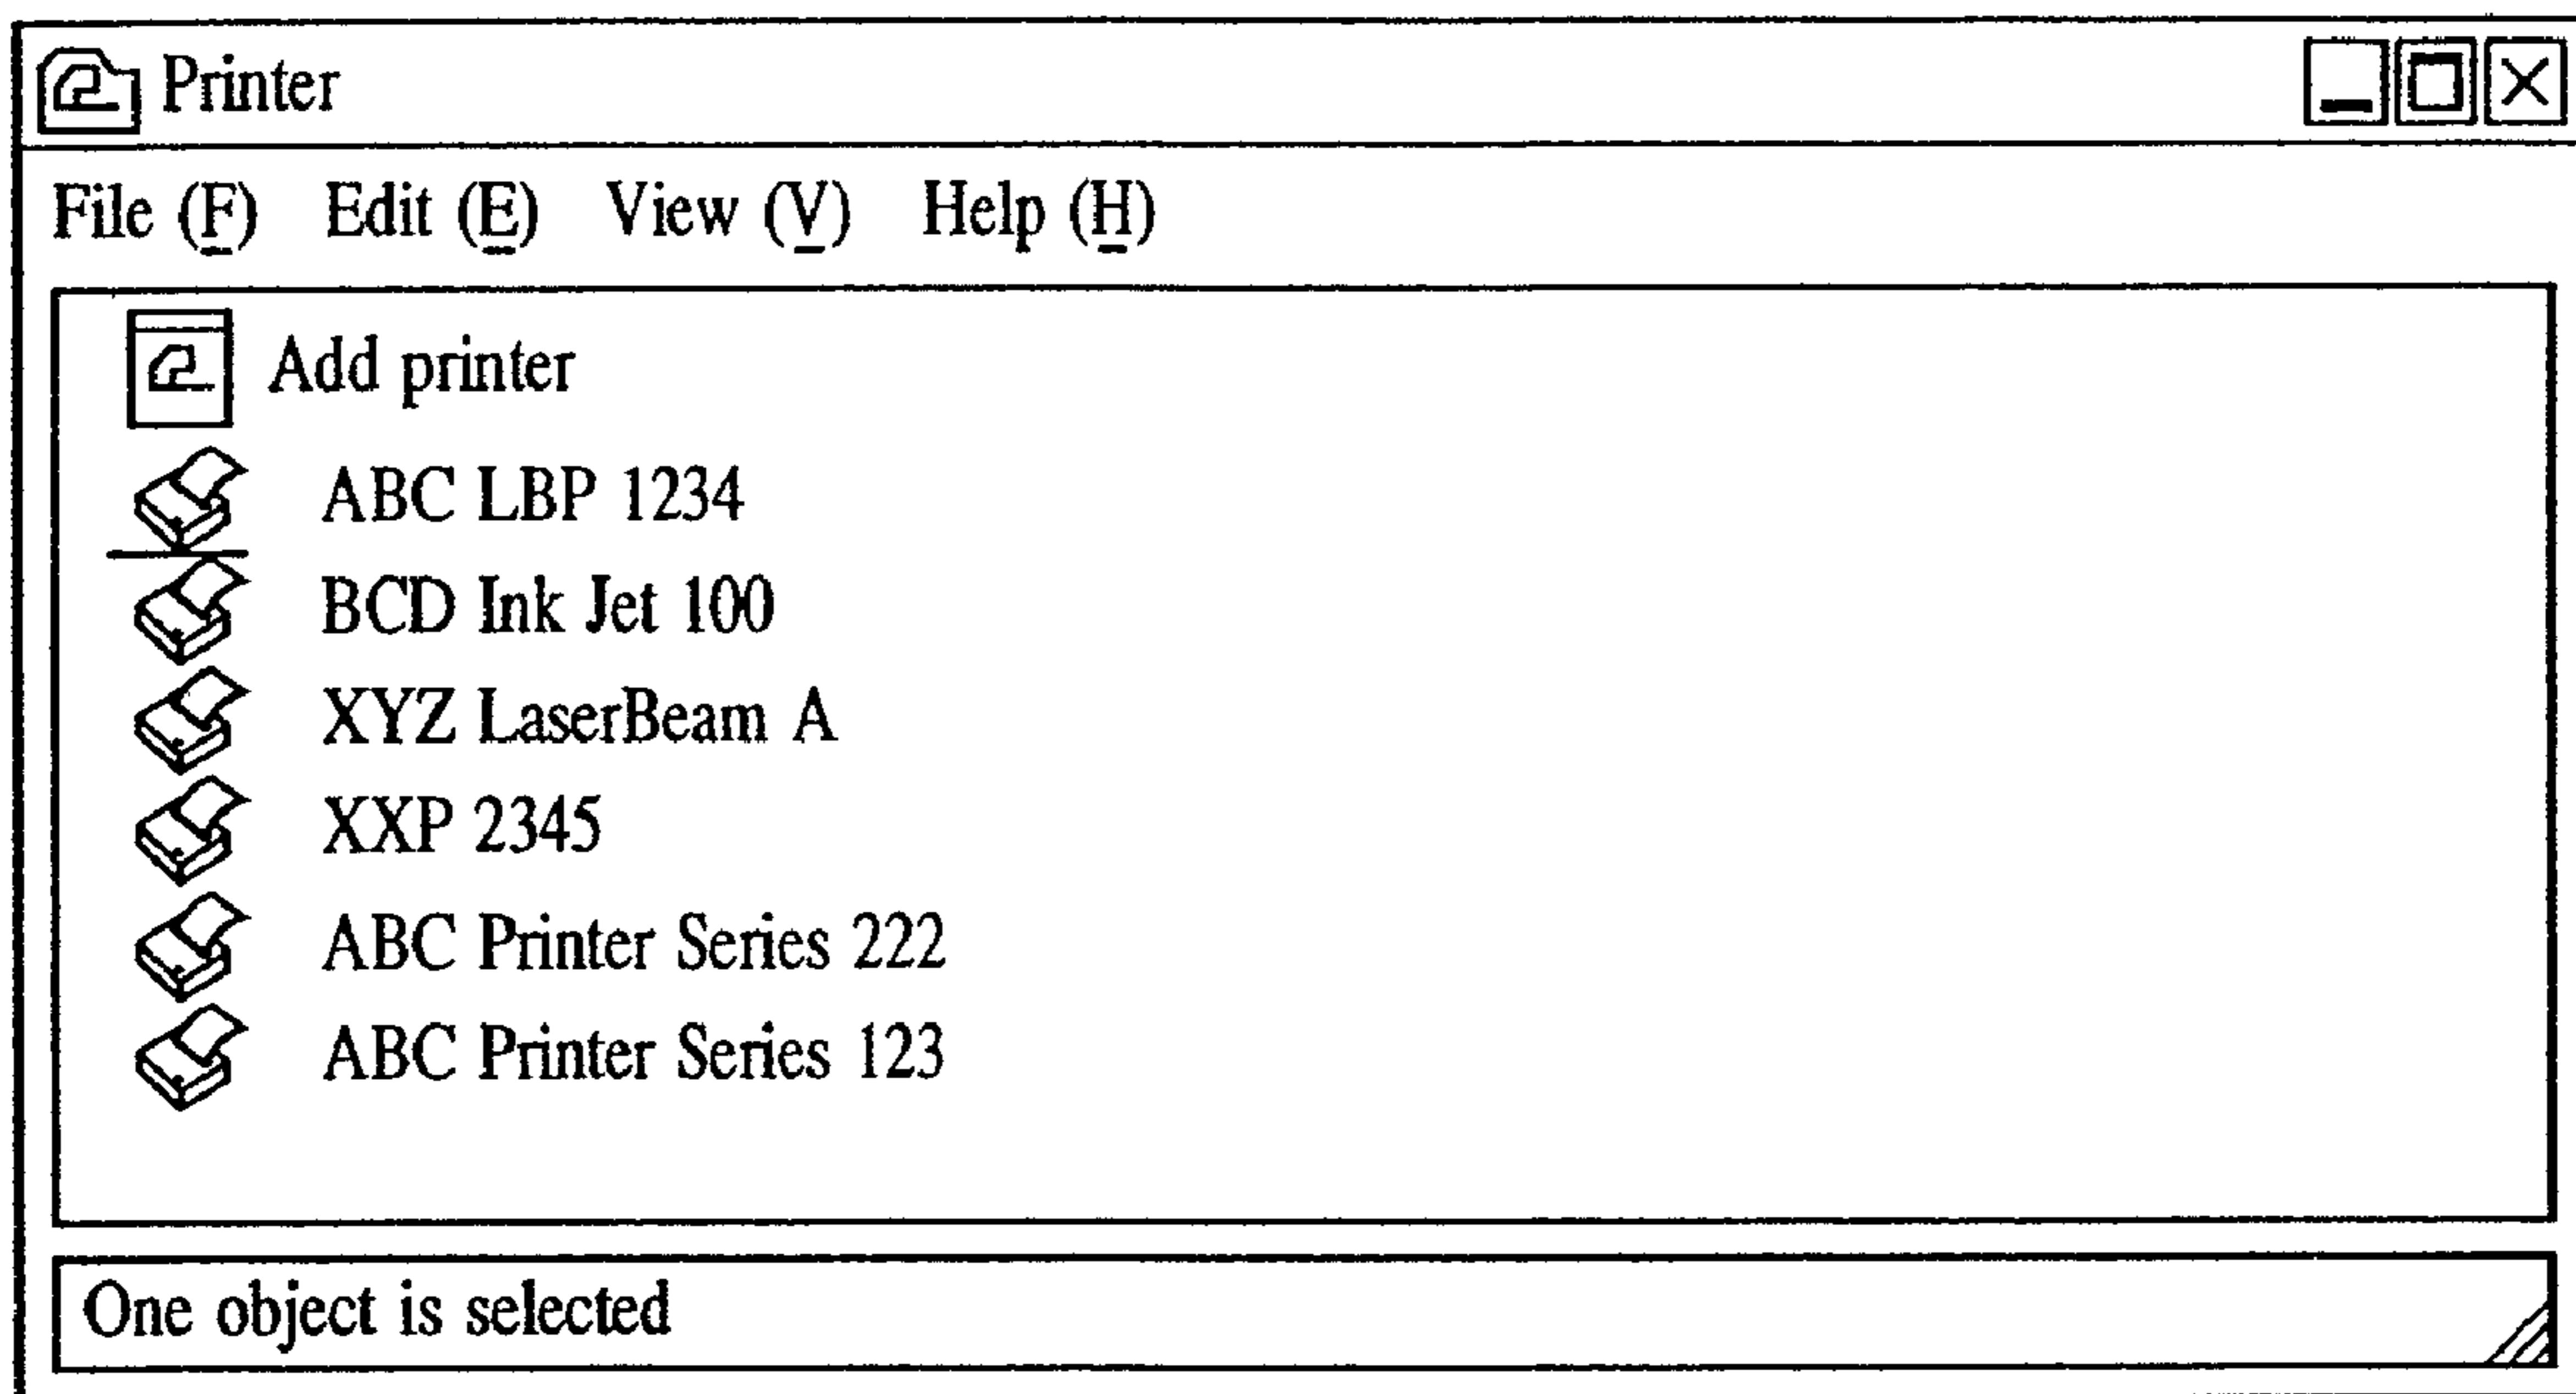 Printer
File (F) Edit (E) View (V) Help (H)
Add printer
ABC LBP 1234
BCD Ink Jet 100
XYZ LaserBeam A
XXP 2345
ABC Printer Series 222
ABC Printer Series 123
One object is selected